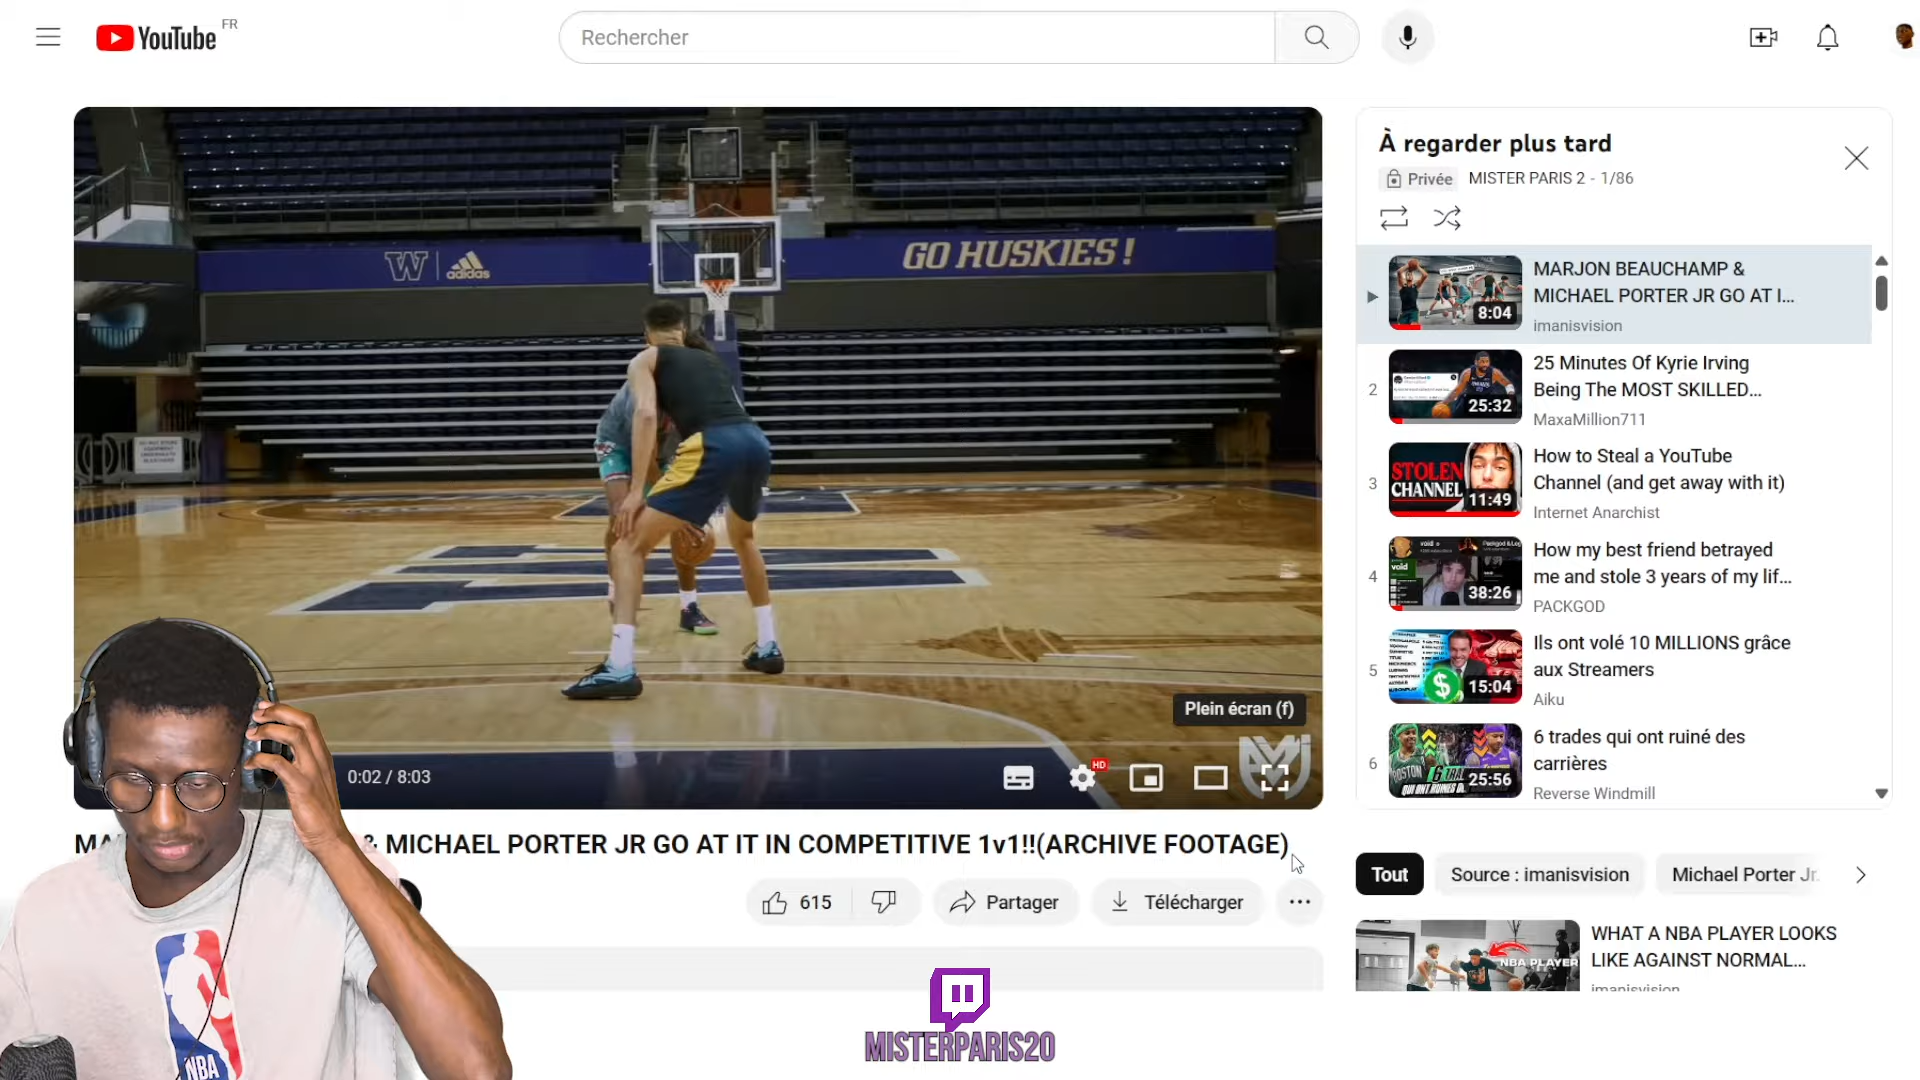 YouTube FR
Rechercher
W adidas
GO HUSKIES!
Plein écran (f)
0:02 / 8:03
HD
& MICHAEL PORTER JR GO AT IT IN COMPETITIVE 1v1!!(ARCHIVE FOOTAGE)
615
Partager
Télécharger
NBA
MISTERPARIS20
À regarder plus tard
Privée
MISTER PARIS 2 - 1/86
8:04
MARJON BEAUCHAMP &
MICHAEL PORTER JR GO AT I...
imanisvision
2
25:32
25 Minutes Of Kyrie Irving
Being The MOST SKILLED...
MaxaMillion711
3
STOLEN
CHANNEL
11:49
How to Steal a YouTube
Channel (and get away with it)
Internet Anarchist
4
void
38:26
How my best friend betrayed
me and stole 3 years of my lif...
PACKGOD
5
$
15:04
Ils ont volé 10 MILLIONS grâce
aux Streamers
Aiku
6
BOSTON
25:56
6 trades qui ont ruiné des
carrières
Reverse Windmill
Tout
Source : imanisvision
Michael Porter Jr.
NBA PLAYER
WHAT A NBA PLAYER LOOKS
LIKE AGAINST NORMAL...
imanisvision